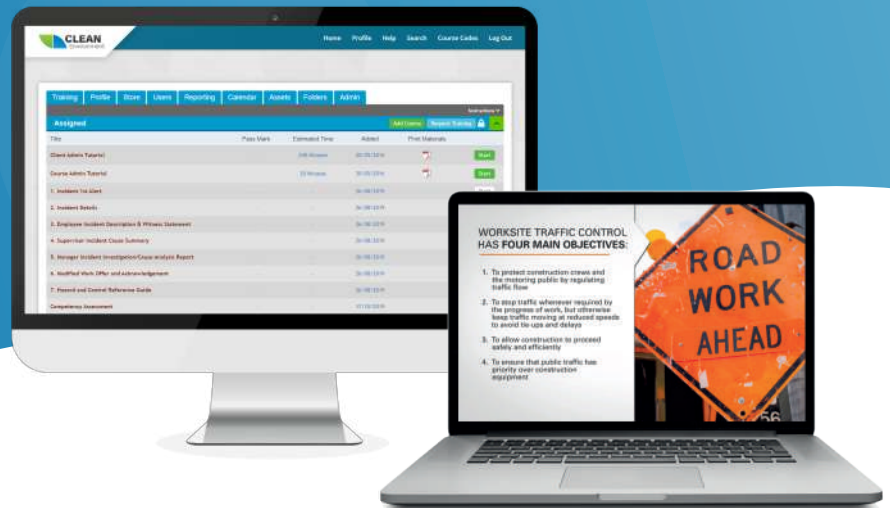 CLEAN
Environment
Home Profile Help Search Course Codes Log Out
Training Profile Store Users Reporting Calendar Assets Folders Admin
Instructions
Assigned
Add Course Request Training
Title Pass Mark Estimated Time Added Print Materials
Client Admin Tutorial Start
Course Admin Tutorial Start
1. Incident 1st Alert
2. Incident Details
3. Employee Incident Description & Witness Statement
4. Supervisor Incident Cause Summary
5. Manager Incident Investigation/Cause Analysis Report
6. Modified Work Offer and Acknowledgement
7. Hazard and Control Reference Guide
Competency Assessment
WORKSITE TRAFFIC CONTROL
HAS FOUR MAIN OBJECTIVES:
1. To protect construction crews and
the motoring public by regulating
traffic flow
2. To stop traffic whenever required by
the progress of work, but otherwise
keep traffic moving at reduced speeds
to avoid tie ups and delays
3. To allow construction to proceed
safely and efficiently
4. To ensure that public traffic has
priority over construction
equipment
ROAD
WORK
AHEAD
56